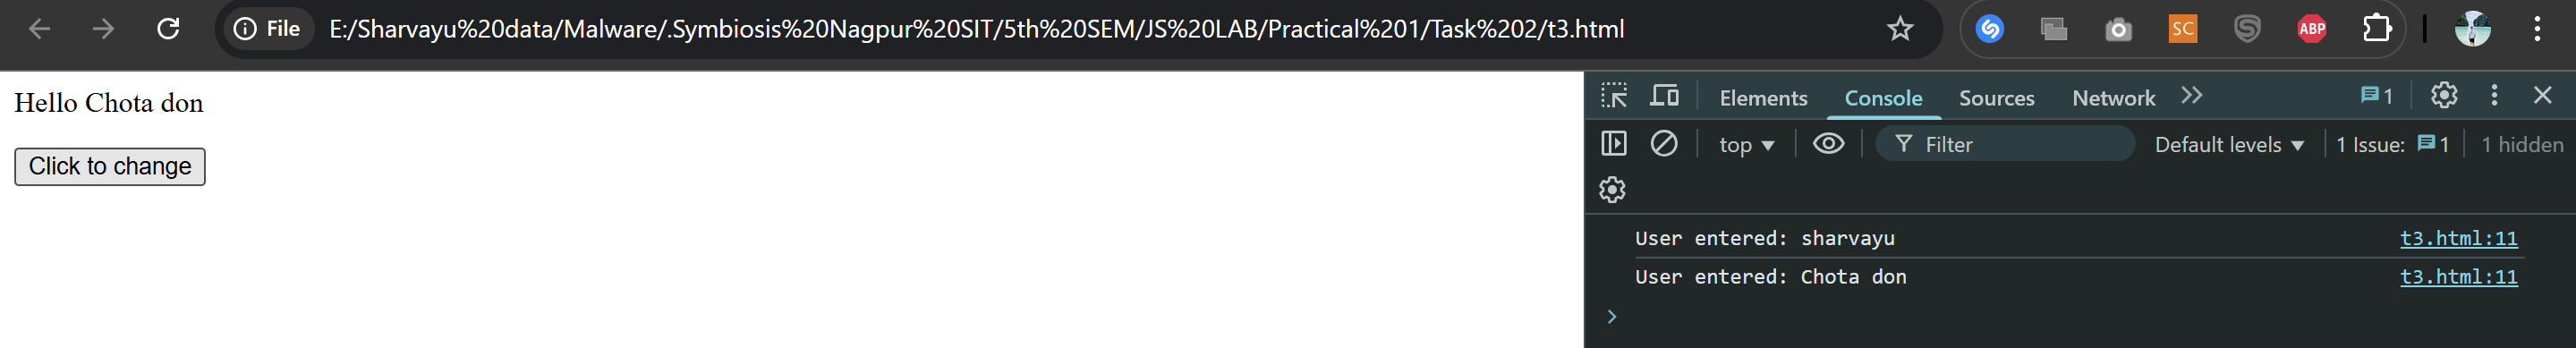 File E:/Sharvayu%20data/Malware/.Symbiosis%20Nagpur%20SIT/5th%20SEM/JS%20LAB/Practical%201/Task%202/t3.html
SC
ABP
Hello Chota don
Click to change
Elements Console Sources Network 1
top Filter Default levels 1 Issue: 1 1 hidden
User entered: sharvayu t3.html:11
User entered: Chota don t3.html:11